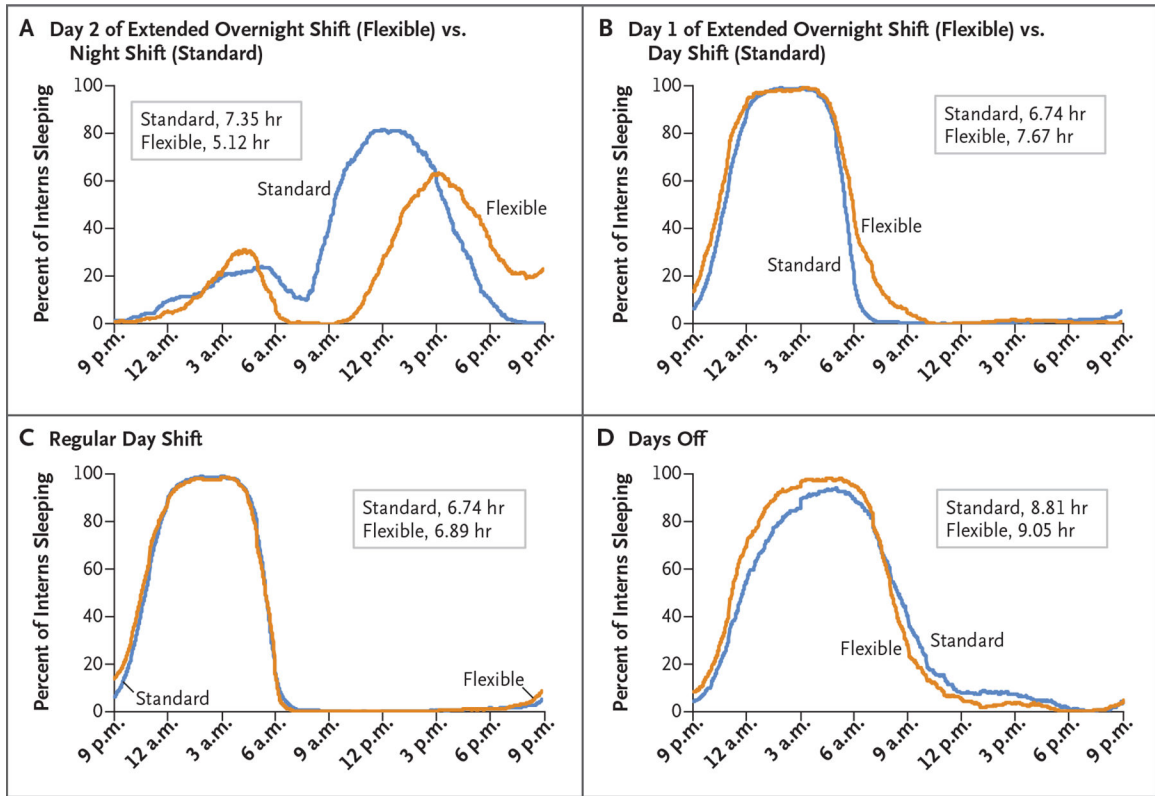 A Day 2 of Extended Overnight Shift (Flexible) vs.
Night Shift (Standard)
Percent of Interns Sleeping
100
80
60
40
20
0
Standard, 7.35 hr
Flexible, 5.12 hr
Standard
Flexible
9 p.m.
12 a.m.
3 a.m.
6 a.m.
9 a.m.
12 p.m.
3 p.m.
6 p.m.
9 p.m.
B Day 1 of Extended Overnight Shift (Flexible) vs.
Day Shift (Standard)
Percent of Interns Sleeping
100
80
60
40
20
0
Standard, 6.74 hr
Flexible, 7.67 hr
Flexible
Standard
9 p.m.
12 a.m.
3 a.m.
6 a.m.
9 a.m.
12 p.m.
3 p.m.
6 p.m.
9 p.m.
C Regular Day Shift
Percent of Interns Sleeping
100
80
60
40
20
0
Standard, 6.74 hr
Flexible, 6.89 hr
Standard
Flexible
9 p.m.
12 a.m.
3 a.m.
6 a.m.
9 a.m.
12 p.m.
3 p.m.
6 p.m.
9 p.m.
D Days Off
Percent of Interns Sleeping
100
80
60
40
20
0
Standard, 8.81 hr
Flexible, 9.05 hr
Standard
Flexible
9 p.m.
12 a.m.
3 a.m.
6 a.m.
9 a.m.
12 p.m.
3 p.m.
6 p.m.
9 p.m.